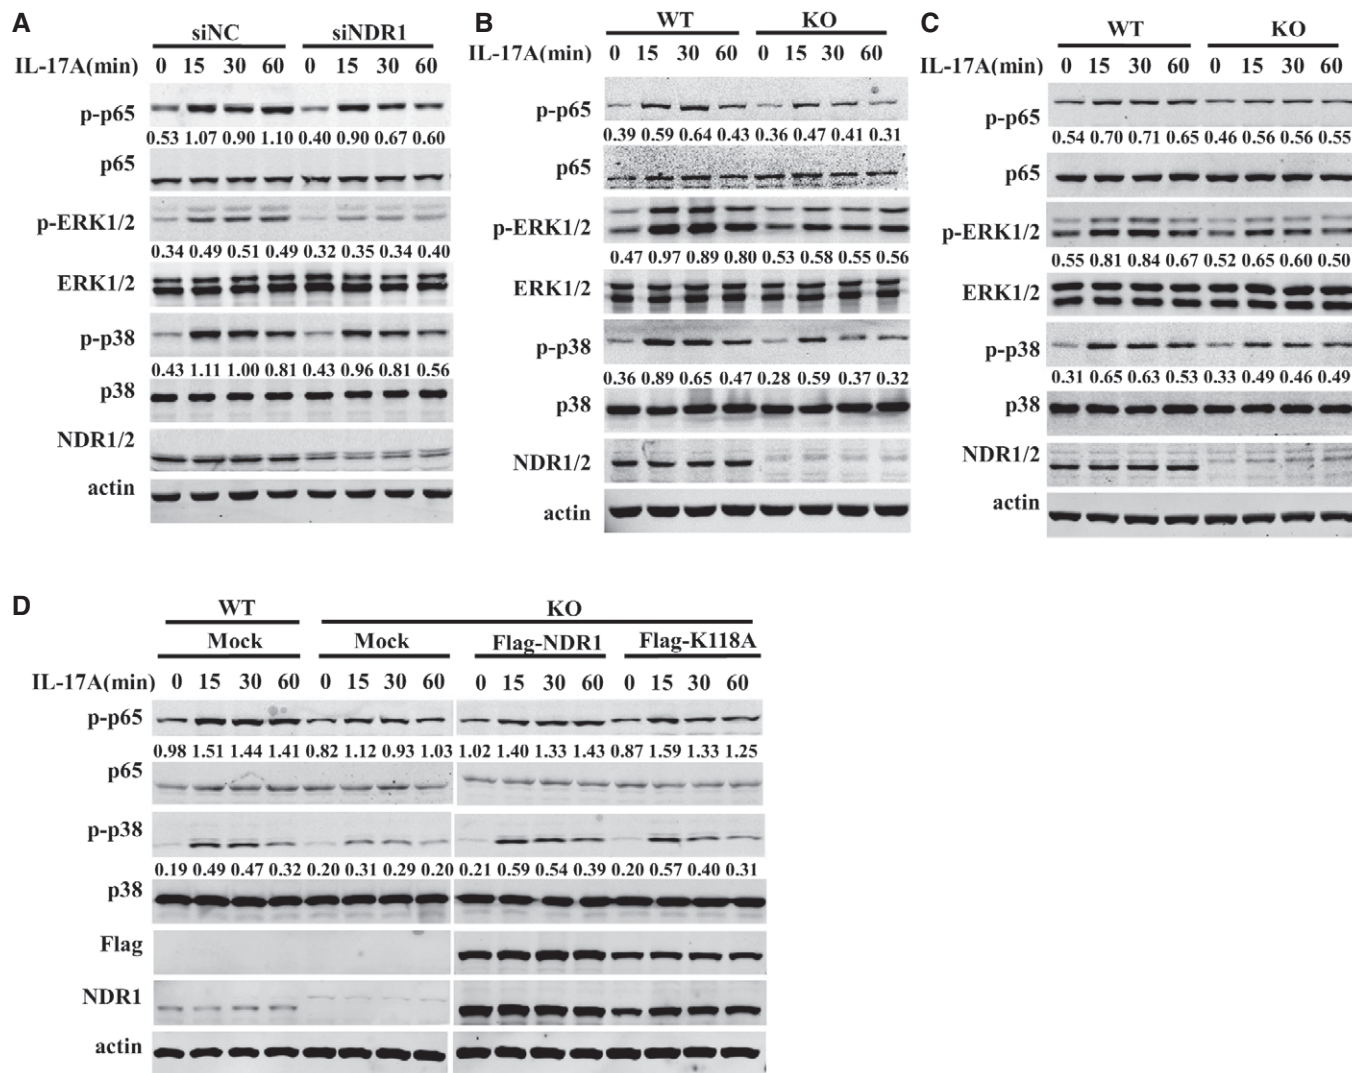 A
siNC siNDR1
IL-17A(min) 0 15 30 60 0 15 30 60
p-p65
0.53 1.07 0.90 1.10 0.40 0.90 0.67 0.60
p65
p-ERK1/2
0.34 0.49 0.51 0.49 0.32 0.35 0.34 0.40
ERK1/2
p-p38
0.43 1.11 1.00 0.81 0.43 0.96 0.81 0.56
p38
NDR1/2
actin
B
WT KO
IL-17A(min) 0 15 30 60 0 15 30 60
p-p65
0.39 0.59 0.64 0.43 0.36 0.47 0.41 0.31
p65
p-ERK1/2
0.47 0.97 0.89 0.80 0.53 0.58 0.55 0.56
ERK1/2
p-p38
0.36 0.89 0.65 0.47 0.28 0.59 0.37 0.32
p38
NDR1/2
actin
C
WT KO
IL-17A(min) 0 15 30 60 0 15 30 60
p-p65
0.54 0.70 0.71 0.65 0.46 0.56 0.56 0.55
p65
p-ERK1/2
0.55 0.81 0.84 0.67 0.52 0.65 0.60 0.50
ERK1/2
p-p38
0.31 0.65 0.63 0.53 0.33 0.49 0.46 0.49
p38
NDR1/2
actin
D
WT KO
Mock Mock Flag-NDR1 Flag-K118A
IL-17A(min) 0 15 30 60 0 15 30 60 0 15 30 60 0 15 30 60
p-p65
0.98 1.51 1.44 1.41 0.82 1.12 0.93 1.03 1.02 1.40 1.33 1.43 0.87 1.59 1.33 1.25
p65
p-p38
0.19 0.49 0.47 0.32 0.20 0.31 0.29 0.20 0.21 0.59 0.54 0.39 0.20 0.57 0.40 0.31
p38
Flag
NDR1
actin